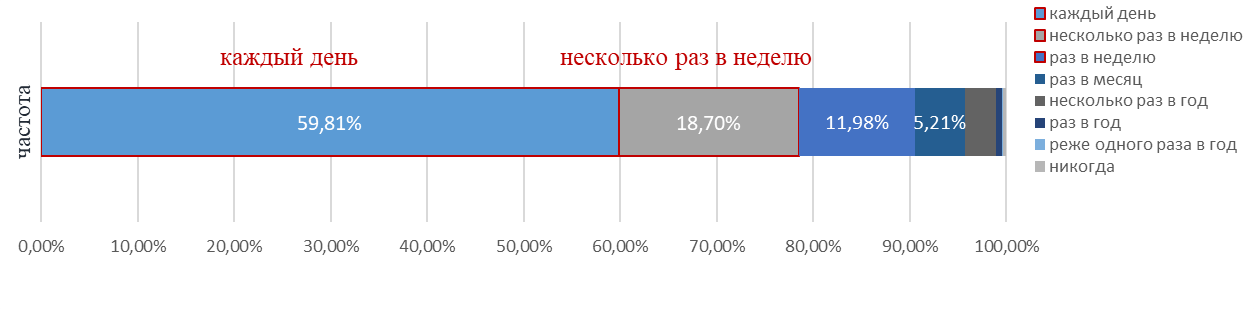 каждый день
несколько раз в неделю
частота
59,81%
18,70%
11,98%
5,21%
0,00%
10,00%
20,00%
30,00%
40,00%
50,00%
60,00%
70,00%
80,00%
90,00%
100,00%
каждый день
несколько раз в неделю
раз в неделю
раз в месяц
несколько раз в год
раз в год
реже одного раза в год
никогда